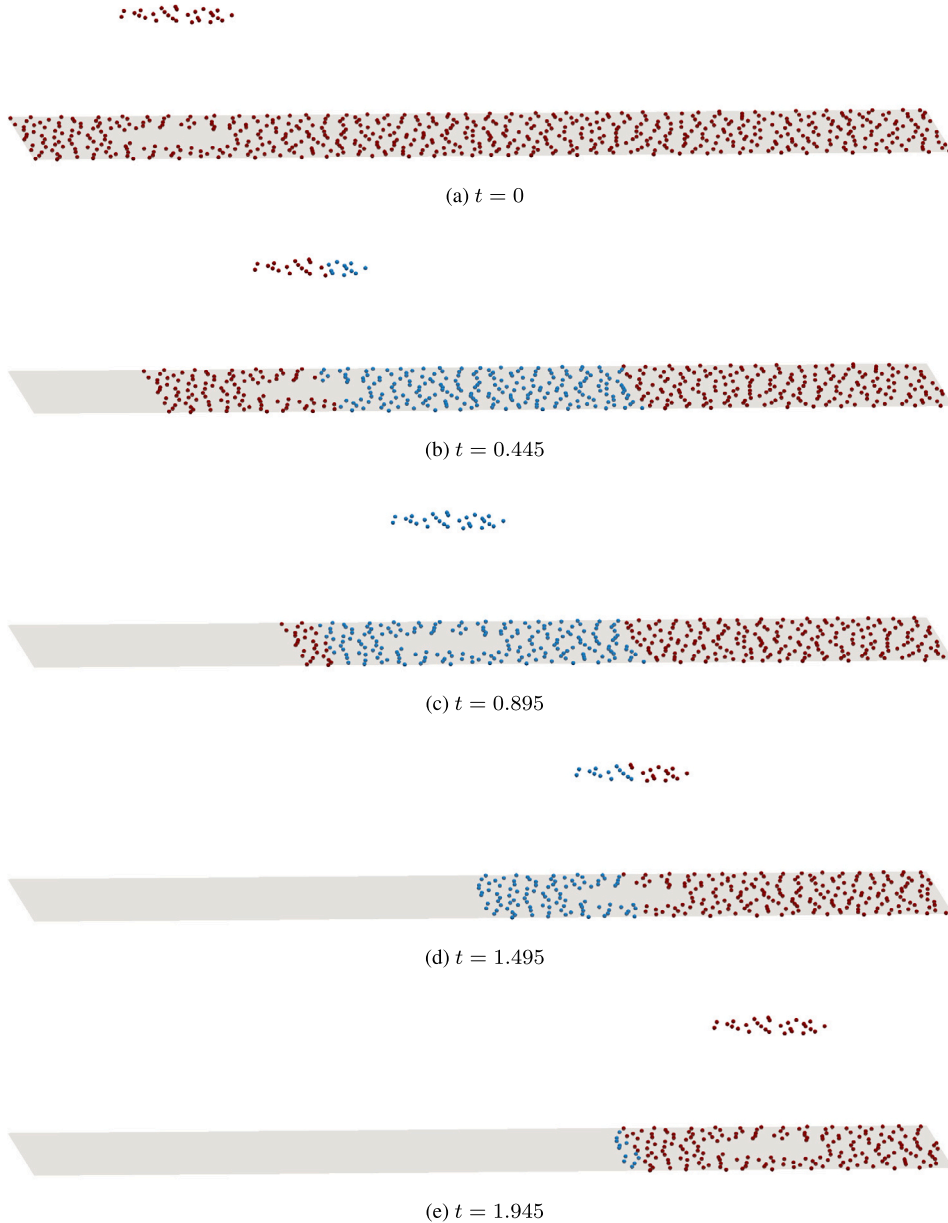 (a) t = 0
(b) t = 0.445
(c) t = 0.895
(d) t = 1.495
(e) t = 1.945